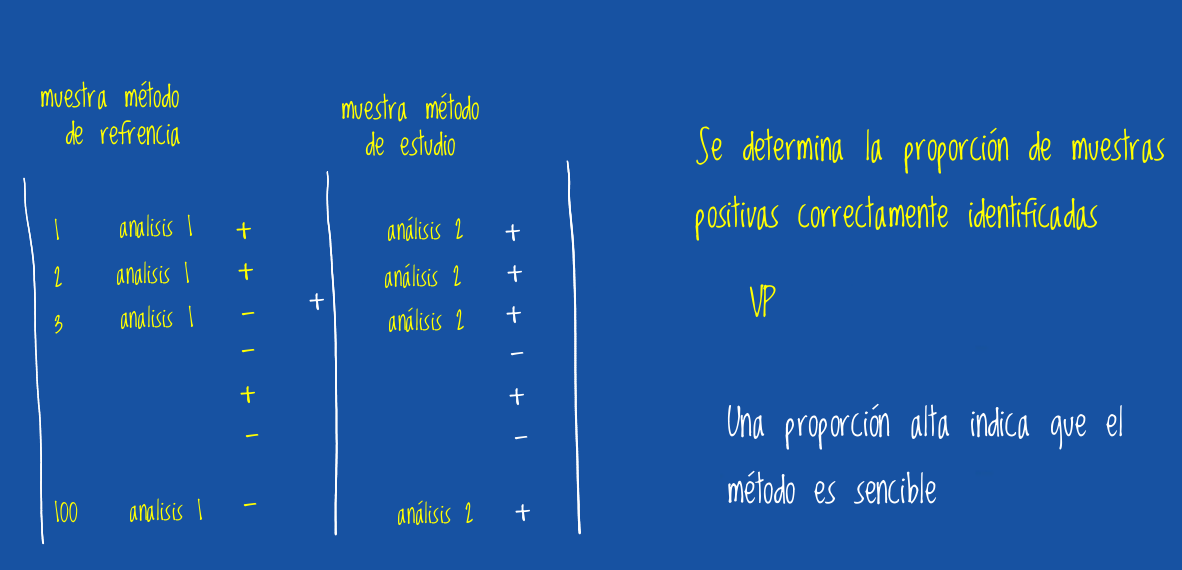 muestra método
de refrencia
muestra método
de estudio
1 analisis 1 + análisis 2 +
2 analisis 1 + análisis 2 +
+
3 analisis 1 - análisis 2 +
- -
+ +
- -
100 analisis 1 - análisis 2 +
Se determina la proporción de muestras
positivas correctamente identificadas
VP
Una proporción alta indica que el
método es sencible